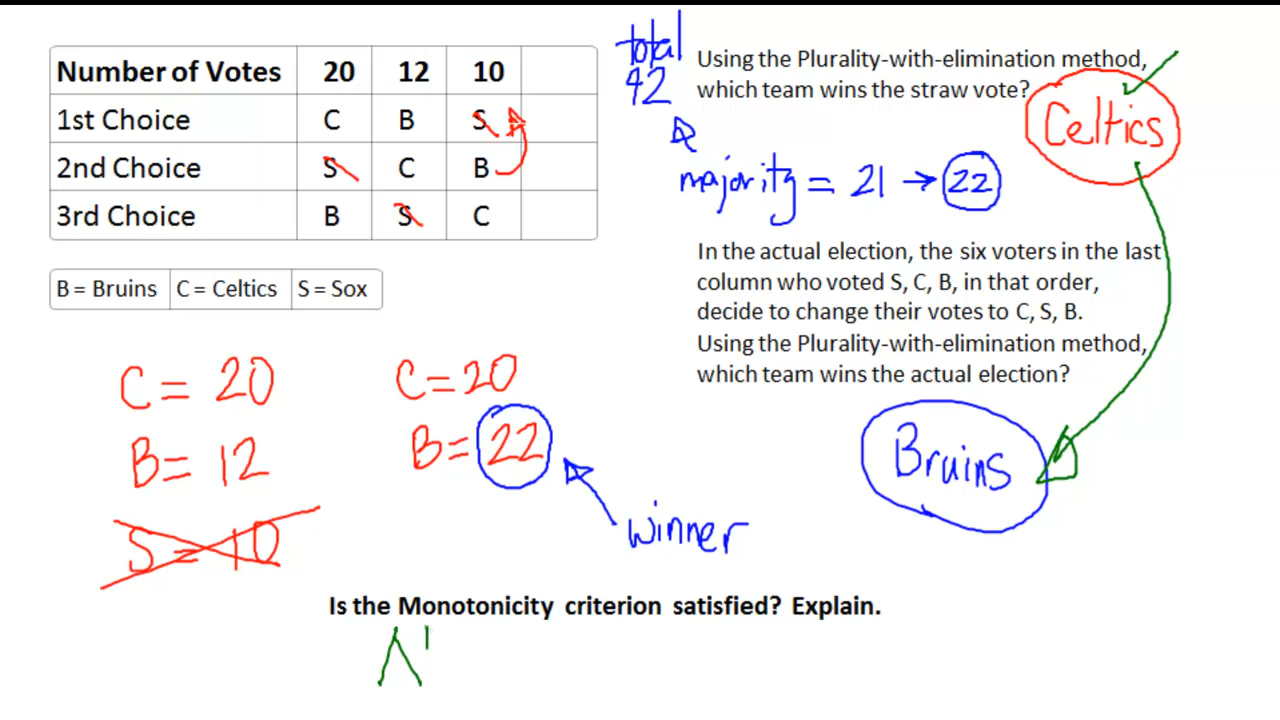 Number of Votes 20 12 10
1st Choice C B S
2nd Choice S C B
3rd Choice B S C
B = Bruins C = Celtics S = Sox
total
42
Using the Plurality-with-elimination method,
which team wins the straw vote?
Celtics
majority = 21 → 22
In the actual election, the six voters in the last
column who voted S, C, B, in that order,
decide to change their votes to C, S, B.
Using the Plurality-with-elimination method,
which team wins the actual election?
Bruins
C = 20
B = 12
S = 10
C = 20
B = 22
winner
Is the Monotonicity criterion satisfied? Explain.